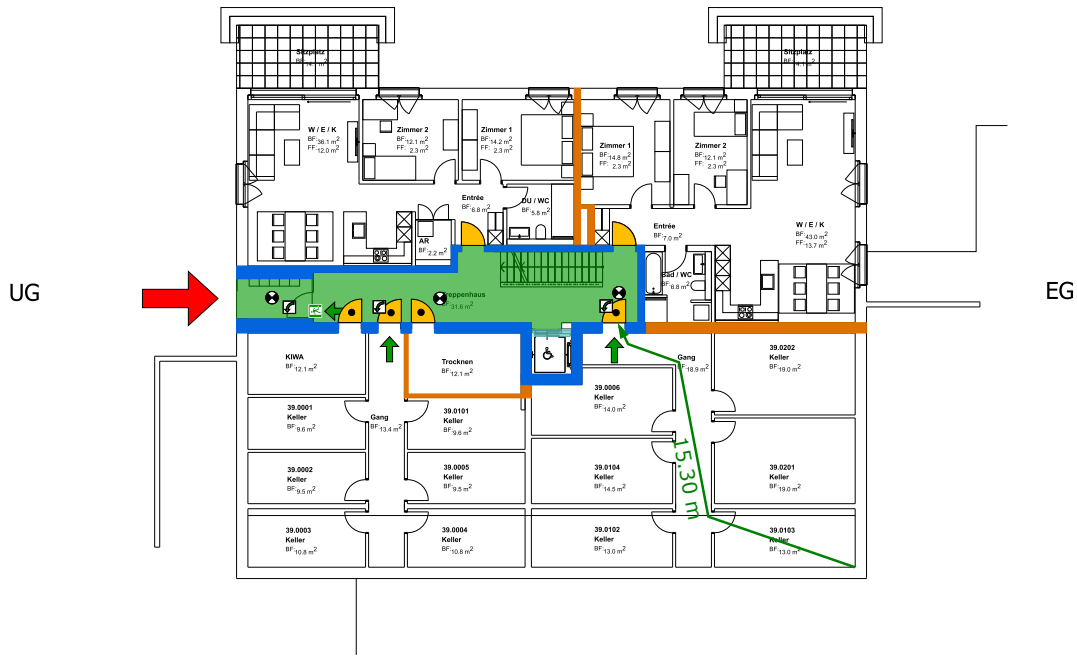 Sitzplatz
BF: 14.1 m²
Sitzplatz
BF: 14.1 m²
W / E / K
BF: 36.1 m²
FF: 12.0 m²
Zimmer 2
BF: 12.1 m²
FF: 2.3 m²
Zimmer 1
BF: 14.2 m²
FF: 2.3 m²
Zimmer 1
BF: 14.8 m²
FF: 2.3 m²
Zimmer 2
BF: 12.1 m²
FF: 2.3 m²
Entrée
BF: 6.8 m²
DU / WC
BF: 5.8 m²
AR
BF: 2.2 m²
Entrée
BF: 7.0 m²
W / E / K
BF: 43.0 m²
FF: 13.7 m²
Bad / WC
BF: 6.8 m²
UG
EG
Treppenhaus
BF: 31.6 m²
KIWA
BF: 12.1 m²
Trocknen
BF: 12.1 m²
Gang
BF: 18.9 m²
39.0202
Keller
BF: 19.0 m²
39.0006
Keller
BF: 14.0 m²
39.0001
Keller
BF: 9.6 m²
Gang
BF: 13.4 m²
39.0101
Keller
BF: 9.6 m²
15.30 m
39.0002
Keller
BF: 9.5 m²
39.0005
Keller
BF: 9.5 m²
39.0104
Keller
BF: 14.5 m²
39.0201
Keller
BF: 19.0 m²
39.0003
Keller
BF: 10.8 m²
39.0004
Keller
BF: 10.8 m²
39.0102
Keller
BF: 13.0 m²
39.0103
Keller
BF: 13.0 m²